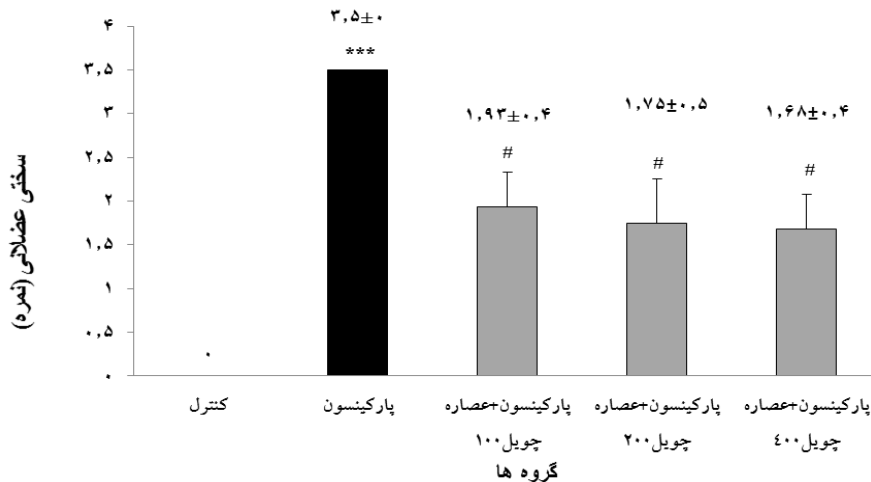 سختی عضلانی (نمره)
۴
۳,۵
۳
۲,۵
۲
۱,۵
۱
۰,۵
۰
۰
۳,۵±۰
***
۱,۹۳±۰,۴
#
۱,۷۵±۰,۵
#
۱,۶۸±۰,۴
#
کنترل
پارکینسون
پارکینسون+عصاره
چویل۱۰۰
پارکینسون+عصاره
چویل۲۰۰
پارکینسون+عصاره
چویل٤۰۰
گروه ها